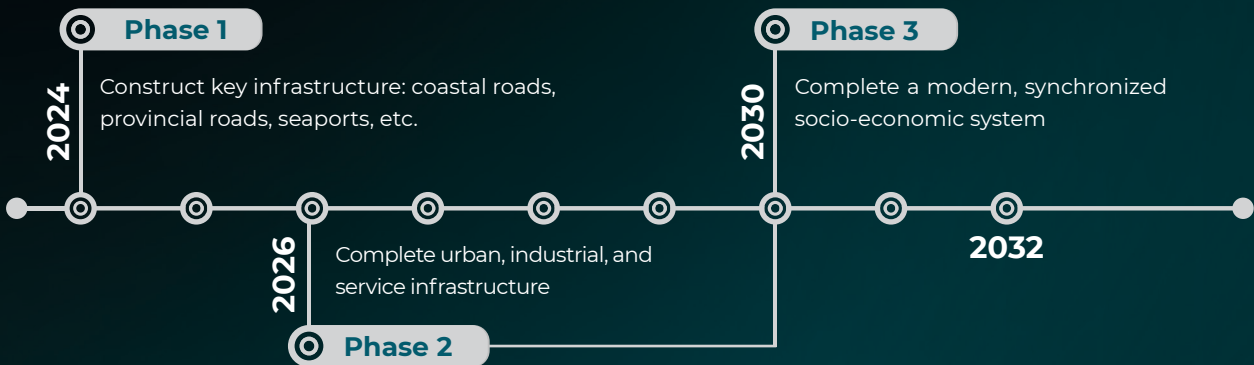 Phase 1
2024
Construct key infrastructure: coastal roads,
provincial roads, seaports, etc.
Phase 3
2030
Complete a modern, synchronized
socio-economic system
2026
Complete urban, industrial, and
service infrastructure
Phase 2
2032